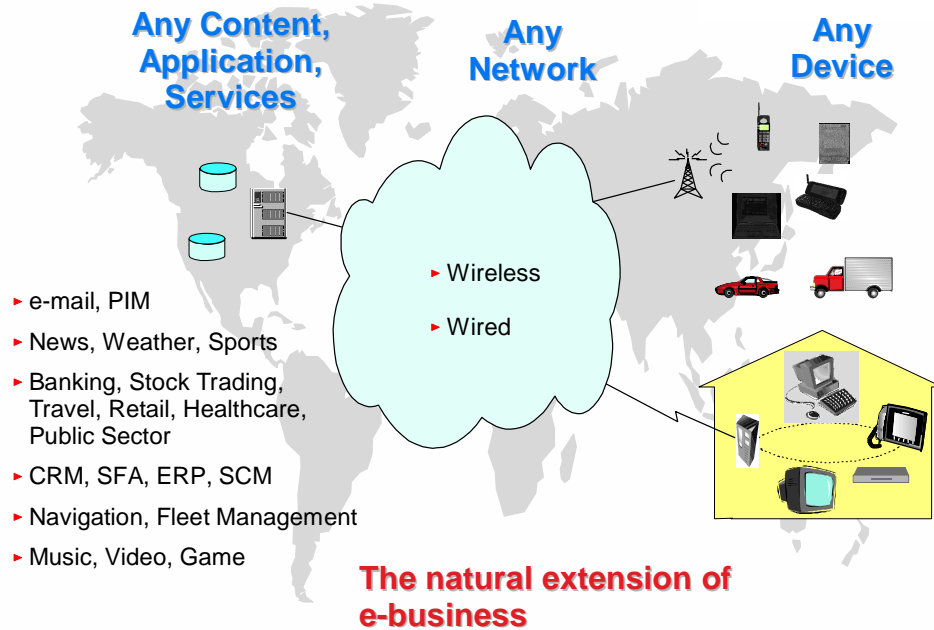 Any Content,
Application,
Services
Any
Network
Any
Device
Wireless
Wired
e-mail, PIM
News, Weather, Sports
Banking, Stock Trading,
Travel, Retail, Healthcare,
Public Sector
CRM, SFA, ERP, SCM
Navigation, Fleet Management
Music, Video, Game
The natural extension of
e-business